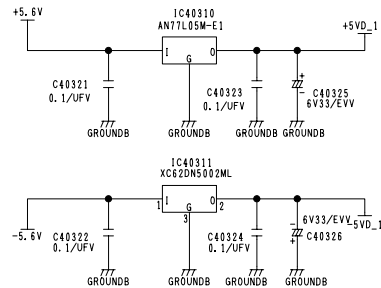 IC40310
+5.6V AN77L05M-E1 +5VD_1
I O
G
C40321 C40323 + C40325
0.1/UFV 0.1/UFV - 6V33/EVV
GROUNDB GROUNDB GROUNDB GROUNDB
IC40311
XC62DN5002ML
1 I O 2
G
3
-5.6V C40322 C40324 - 6V33/EVV -5VD_1
0.1/UFV 0.1/UFV + C40326
GROUNDB GROUNDB GROUNDB GROUNDB